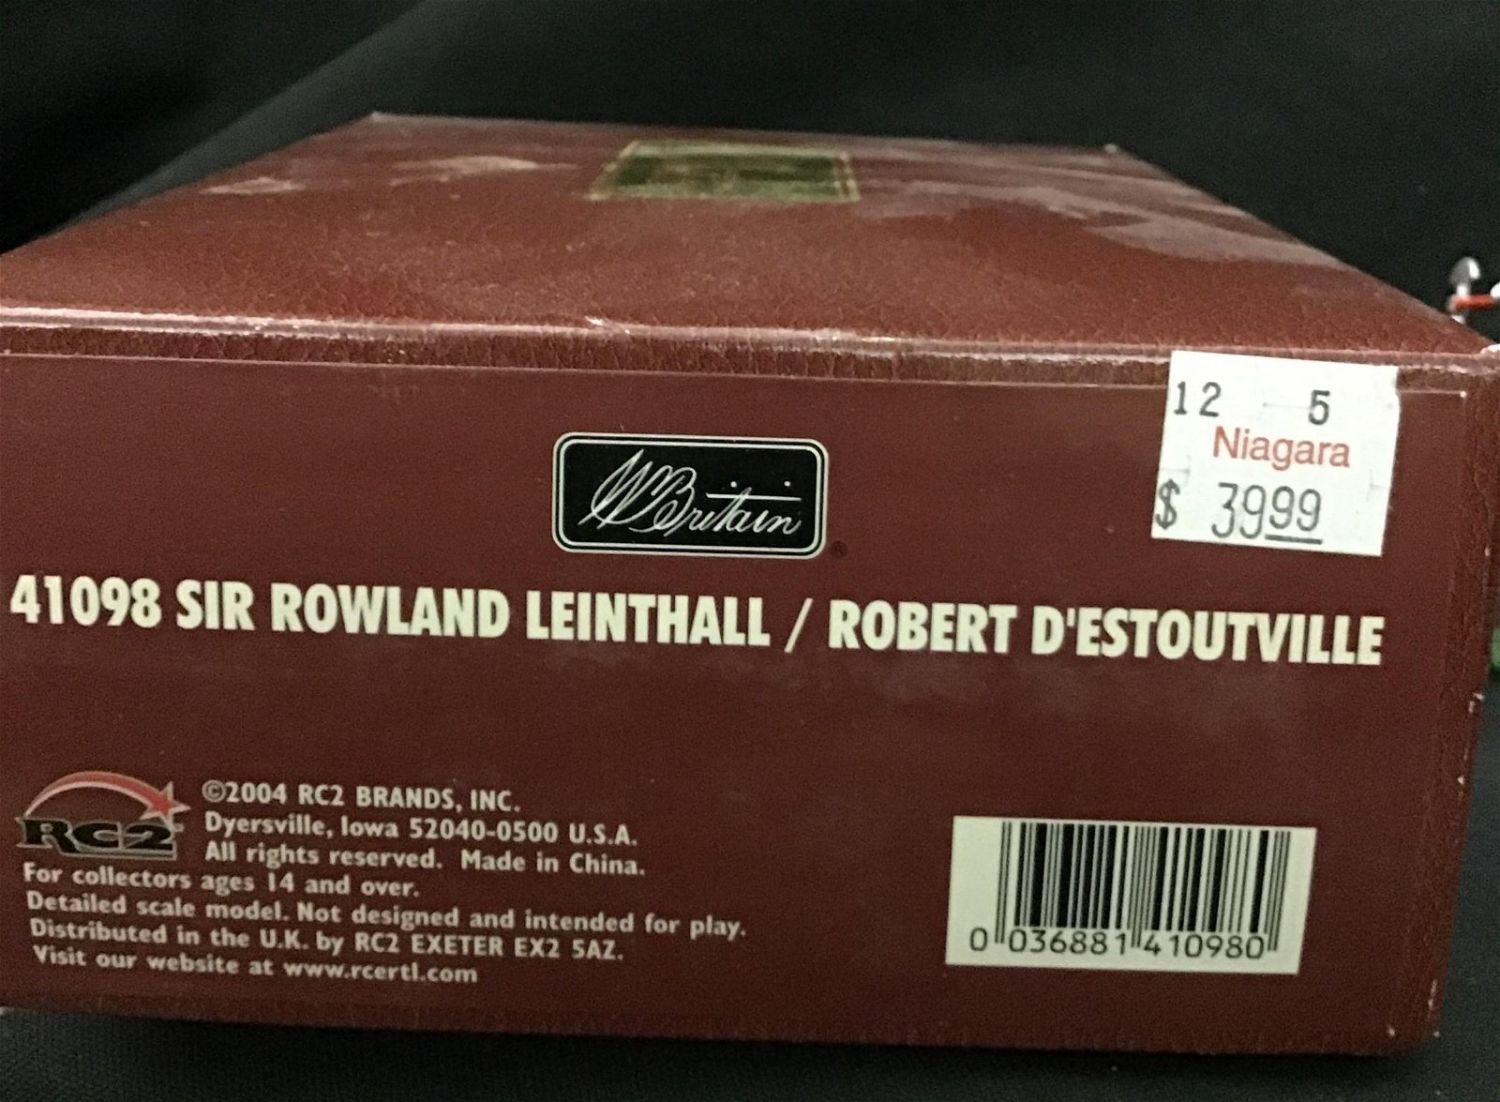 12 5
Niagara
$ 39.99
WBritain
41098 SIR ROWLAND LEINTHALL / ROBERT D'ESTOUTVILLE
RC2
©2004 RC2 BRANDS, INC.
Dyersville, Iowa 52040-0500 U.S.A.
All rights reserved. Made in China.
For collectors ages 14 and over.
Detailed scale model. Not designed and intended for play.
Distributed in the U.K. by RC2 EXETER EX2 5AZ.
Visit our website at www.rcertl.com
0 036881 410980